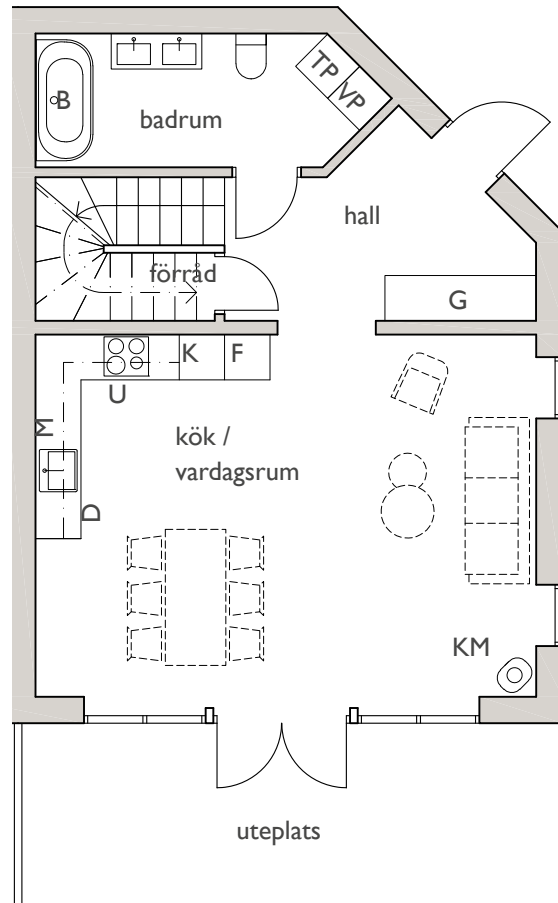 TP
VP
B
badrum
hall
förråd
G
K
F
U
M
kök /
vardagsrum
D
KM
uteplats